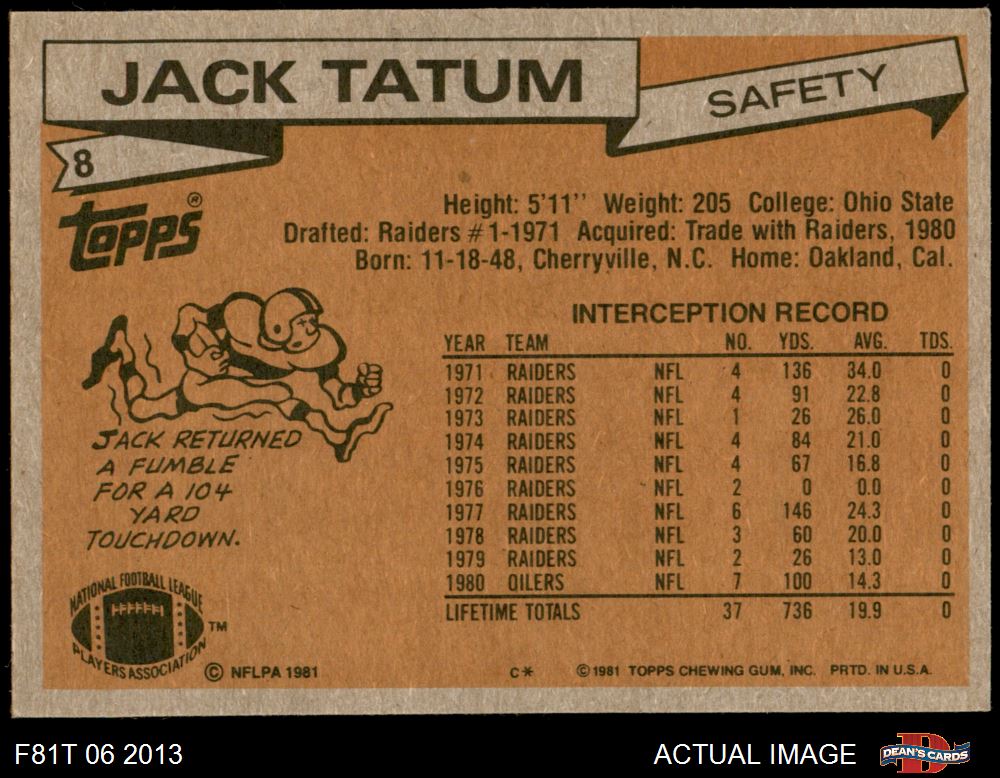 JACK TATUM
SAFETY
8
TOPPS®
Height: 5'11'' Weight: 205 College: Ohio State
Drafted: Raiders #1-1971 Acquired: Trade with Raiders, 1980
Born: 11-18-48, Cherryville, N.C. Home: Oakland, Cal.
INTERCEPTION RECORD
YEAR TEAM NO. YDS. AVG. TDS.
1971 RAIDERS NFL 4 136 34.0 0
1972 RAIDERS NFL 4 91 22.8 0
1973 RAIDERS NFL 1 26 26.0 0
1974 RAIDERS NFL 4 84 21.0 0
1975 RAIDERS NFL 4 67 16.8 0
1976 RAIDERS NFL 2 0 0.0 0
1977 RAIDERS NFL 6 146 24.3 0
1978 RAIDERS NFL 3 60 20.0 0
1979 RAIDERS NFL 2 26 13.0 0
1980 OILERS NFL 7 100 14.3 0
LIFETIME TOTALS 37 736 19.9 0
JACK RETURNED
A FUMBLE
FOR A 104
YARD
TOUCHDOWN.
NATIONAL FOOTBALL LEAGUE
PLAYERS ASSOCIATION
TM
© NFLPA 1981
C*
© 1981 TOPPS CHEWING GUM, INC. PRTD. IN U.S.A.
F81T 06 2013
ACTUAL IMAGE
D
DEAN'S CARDS